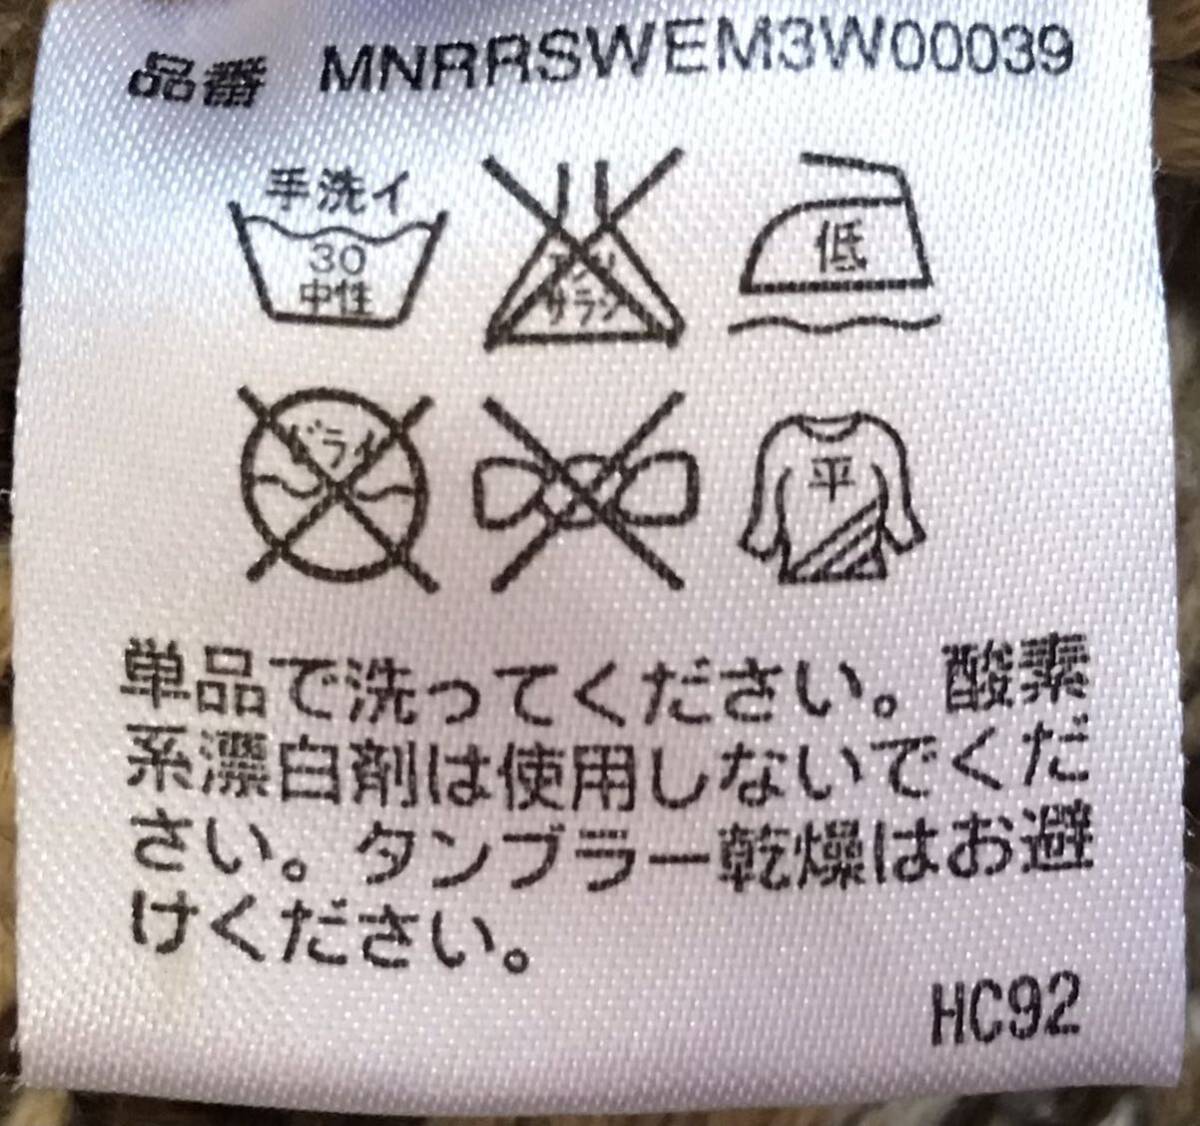 品番 MNRRSWEM3W00039
手洗イ
30
中性
エンソ
サラシ
低
ドライ
平
単品で洗ってください。酸素
系漂白剤は使用しないでくだ
さい。タンブラー乾燥はお避
けください。
HC92